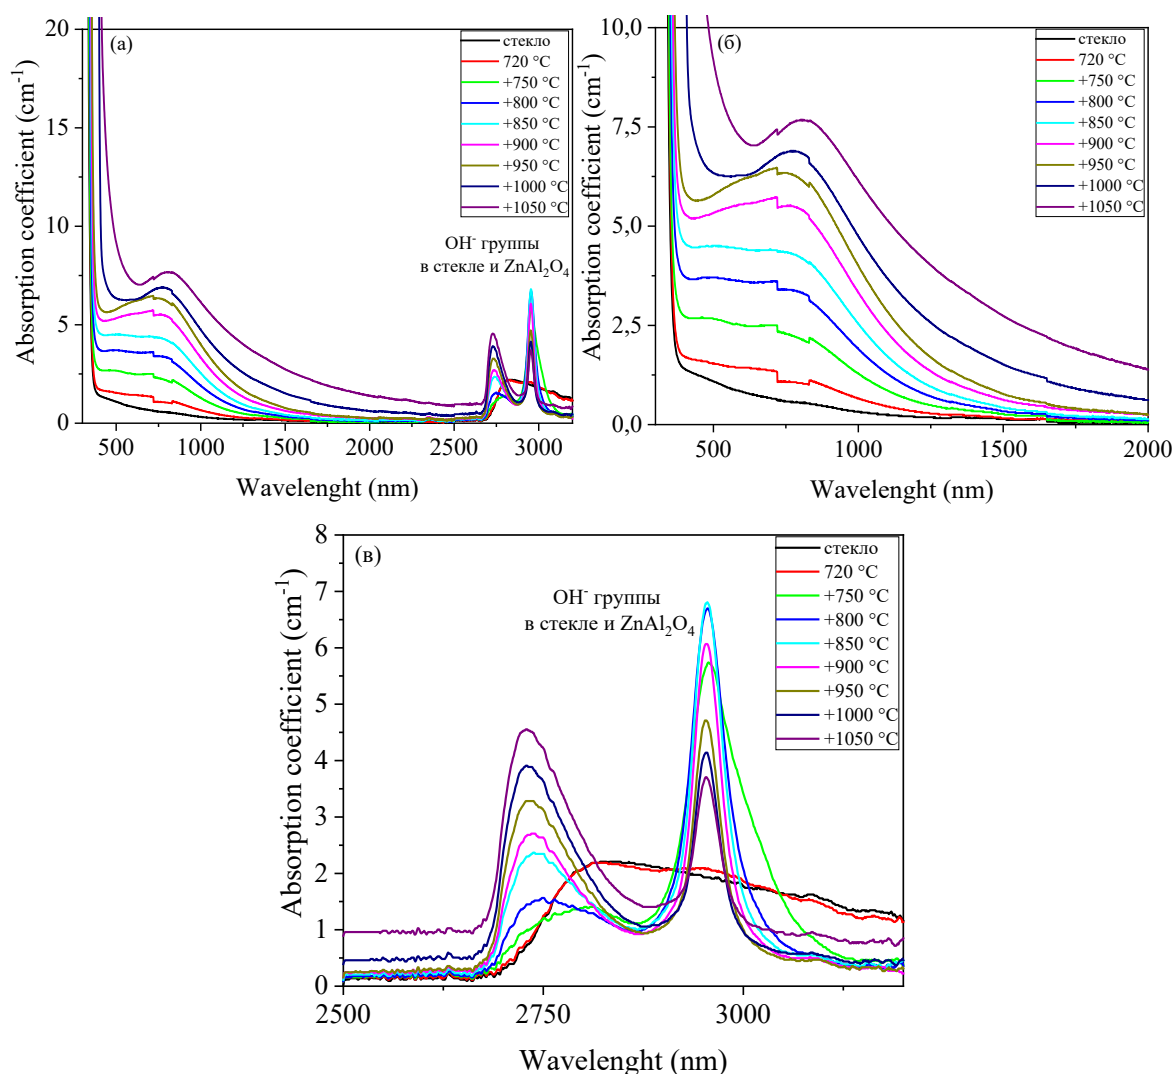 (а)
20
15
10
5
0
500 1000 1500 2000 2500 3000
Absorption coefficient (cm⁻¹)
Wavelenght (nm)
стекло
720 °C
+750 °C
+800 °C
+850 °C
+900 °C
+950 °C
+1000 °C
+1050 °C
OH⁻ группы
в стекле и ZnAl₂O₄
(б)
10,0
7,5
5,0
2,5
0,0
500 1000 1500 2000
Absorption coefficient (cm⁻¹)
Wavelenght (nm)
стекло
720 °C
+750 °C
+800 °C
+850 °C
+900 °C
+950 °C
+1000 °C
+1050 °C
(в)
8
7
6
5
4
3
2
1
0
2500 2750 3000
Absorption coefficient (cm⁻¹)
Wavelenght (nm)
OH⁻ группы
в стекле и ZnAl₂O₄
стекло
720 °C
+750 °C
+800 °C
+850 °C
+900 °C
+950 °C
+1000 °C
+1050 °C